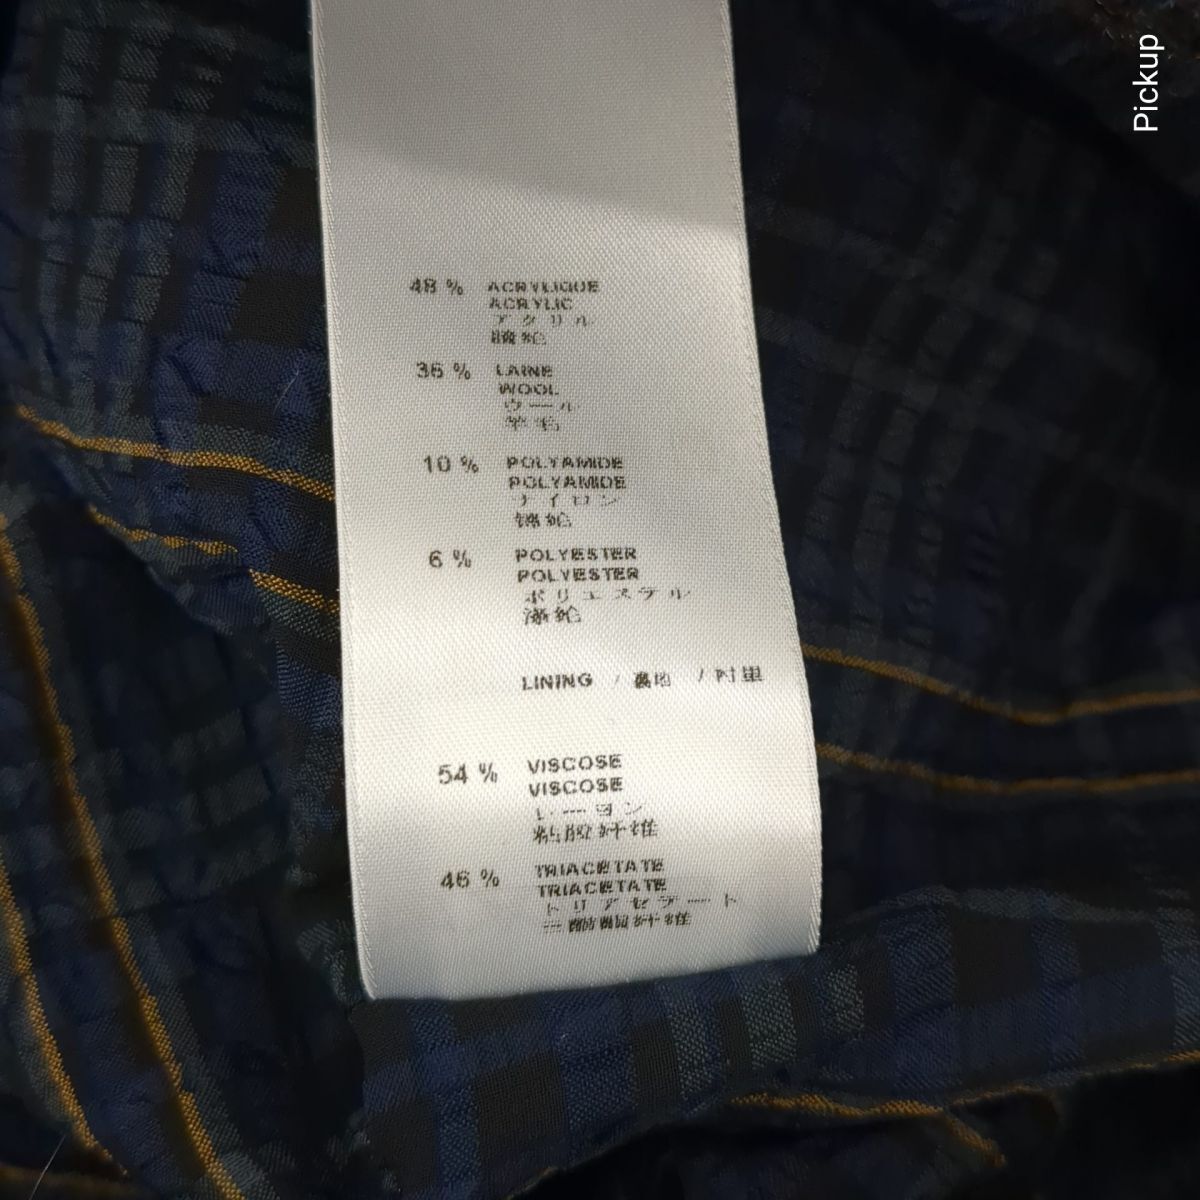 Pickup
48 % ACRYLIQUE
ACRYLIC
アクリル
腈纶
36 % LAINE
WOOL
ウール
羊毛
10 % POLYAMIDE
POLYAMIDE
ナイロン
锦纶
6 % POLYESTER
POLYESTER
ポリエステル
涤纶
LINING / 裏地 / 衬里
54 % VISCOSE
VISCOSE
レーヨン
粘胶纤维
46 % TRIACETATE
TRIACETATE
トリアセテート
三醋酯纤维